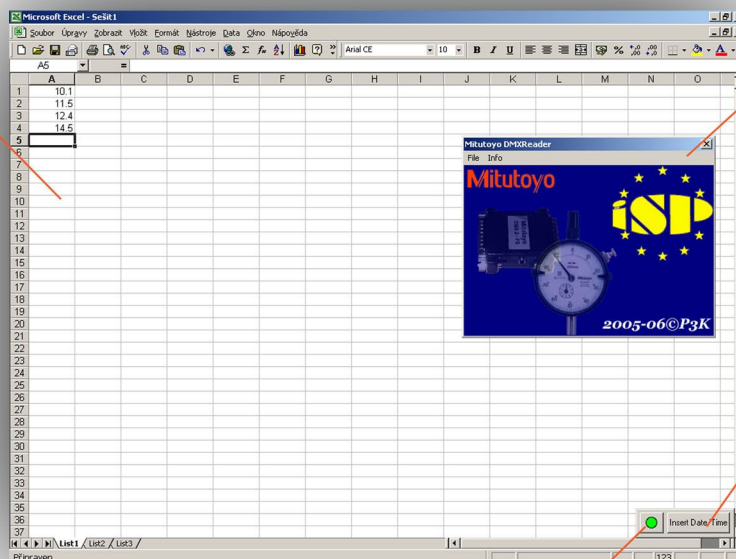 Microsoft Excel - Sešit1
Soubor Úpravy Zobrazit Vložit Formát Nástroje Data Okno Nápověda
Arial CE 10 B I U %
A5 =
A B C D E F G H I J K L M N O
1 10.1
2 11.5
3 12.4
4 14.5
5
6
7
8
9
10
11
12
13
14
15
16
17
18
19
20
21
22
23
24
25
26
27
28
29
30
31
32
33
34
35
36
37
Mitutoyo DMXReader
File Info
Mitutoyo
iSP
2005-06©P3K
Insert Date/Time
List1 List2 List3
Připraven 123